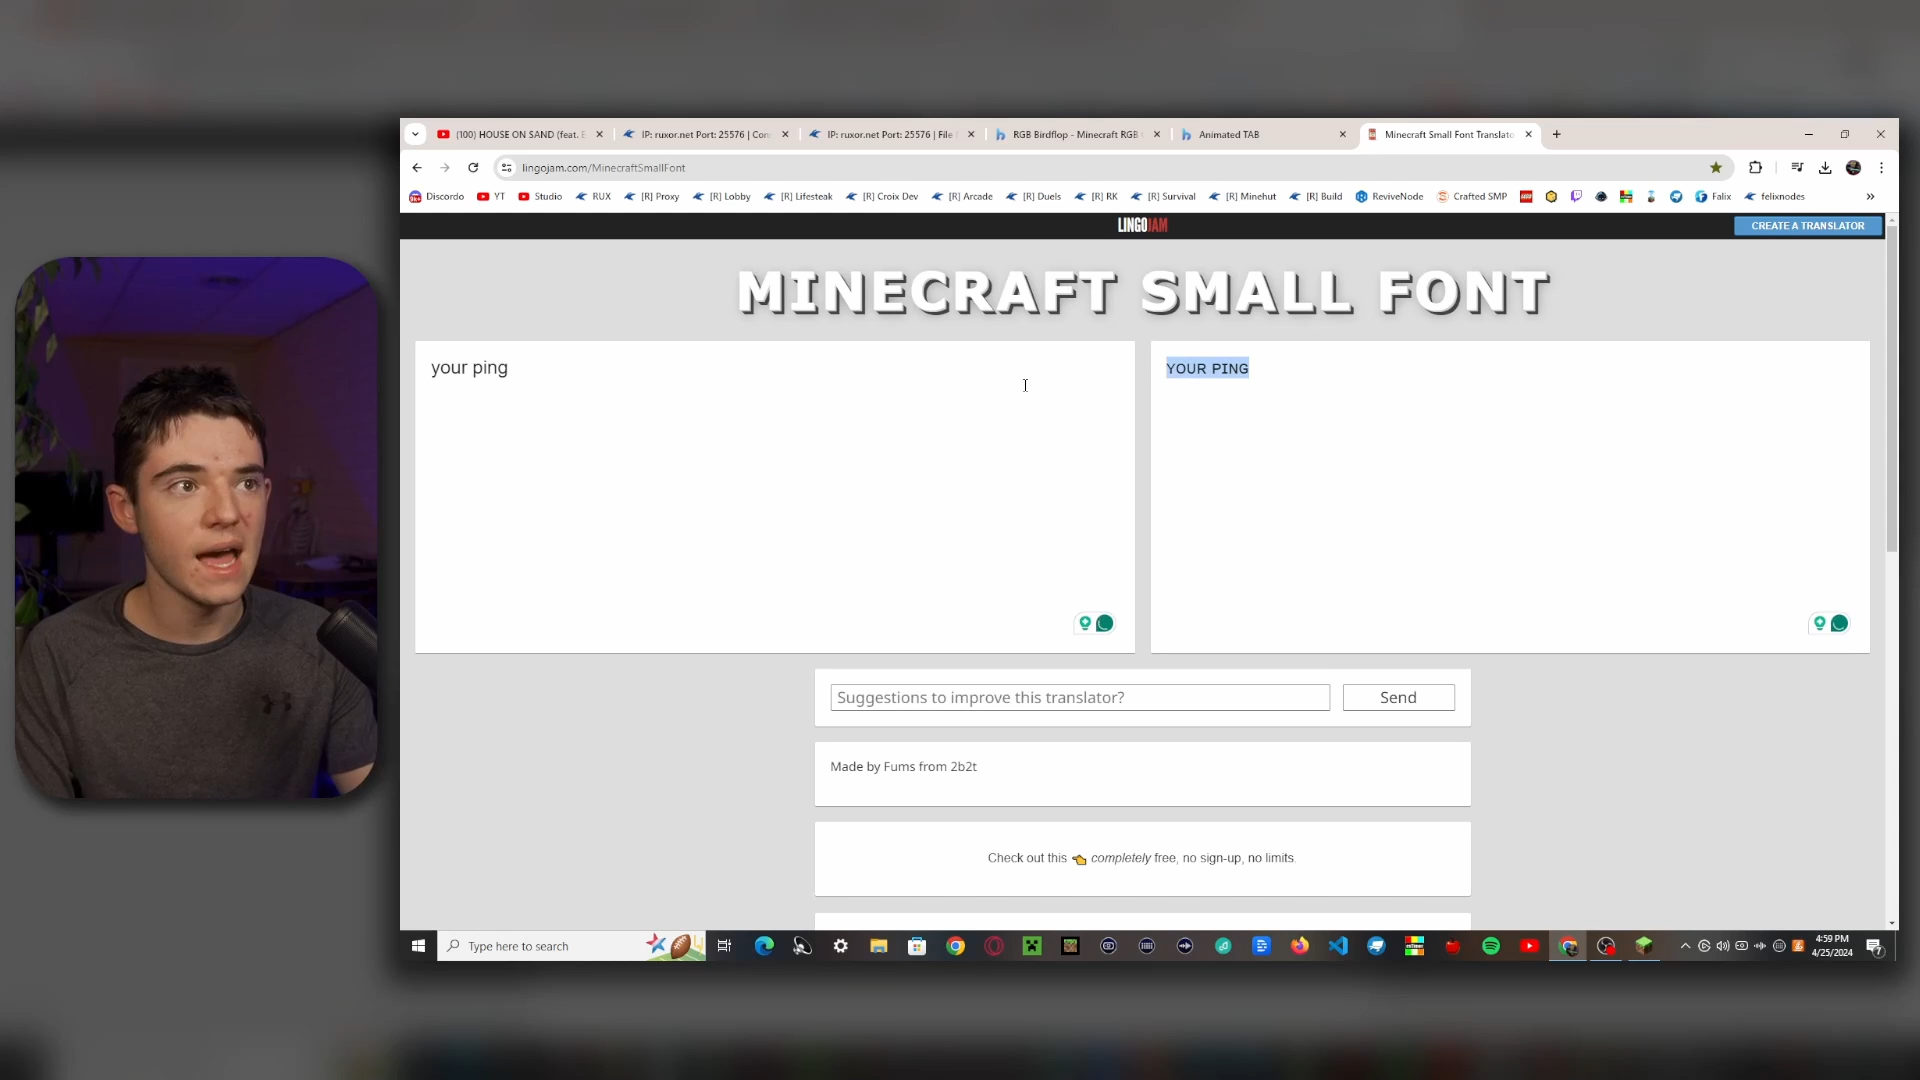 (100) HOUSE ON SAND (feat. E
IP: ruxor.net Port: 25576 | Con
IP: ruxor.net Port: 25576 | File
RGB Birdflop - Minecraft RGB
Animated TAB
Minecraft Small Font Translato
lingojam.com/MinecraftSmallFont
Discordo
YT
Studio
RUX
[R] Proxy
[R] Lobby
[R] Lifesteak
[R] Croix Dev
[R] Arcade
[R] Duels
[R] RK
[R] Survival
[R] Minehut
[R] Build
ReviveNode
Crafted SMP
Falix
felixnodes
LINGOJAM
CREATE A TRANSLATOR
MINECRAFT SMALL FONT
your ping
ʏᴏᴜʀ ᴘɪɴɢ
Suggestions to improve this translator?
Send
Made by Fums from 2b2t
Check out this 👈 completely free, no sign-up, no limits.
Type here to search
4:59 PM
4/25/2024